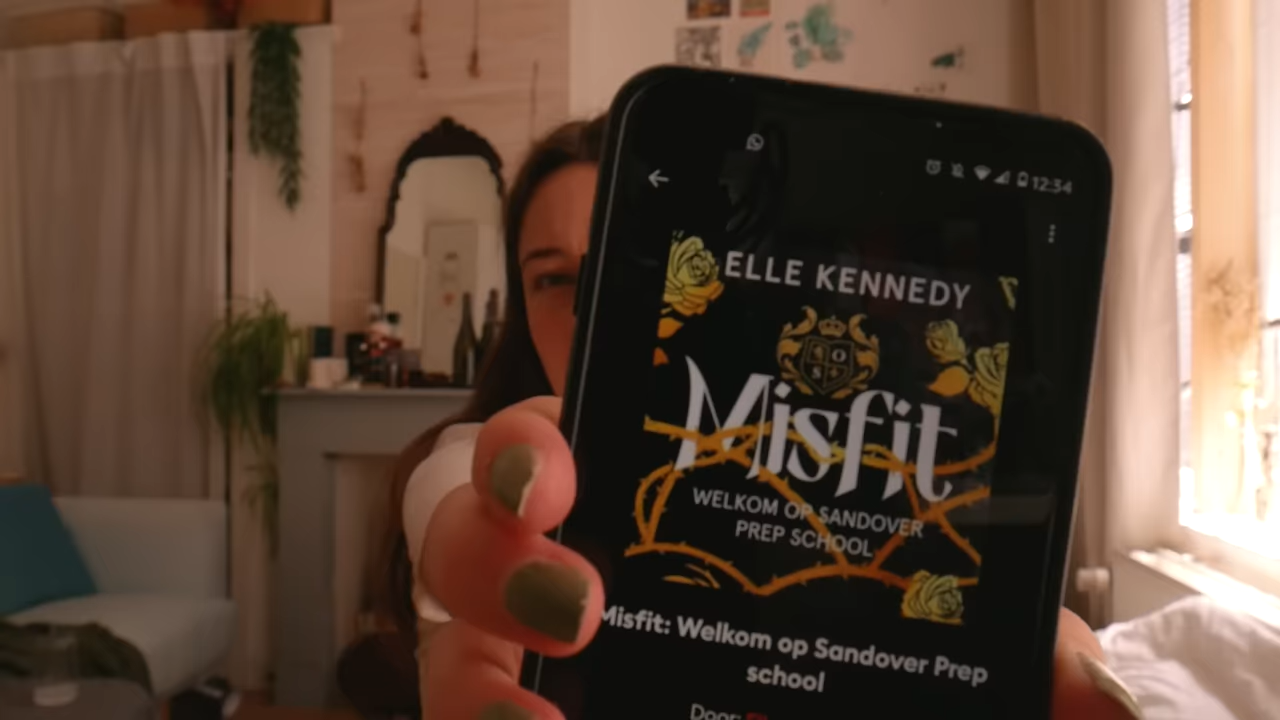 12:34
ELLE KENNEDY
S O
S
Misfit
WELKOM OP SANDOVER
PREP SCHOOL
Misfit: Welkom op Sandover Prep
school
Door: